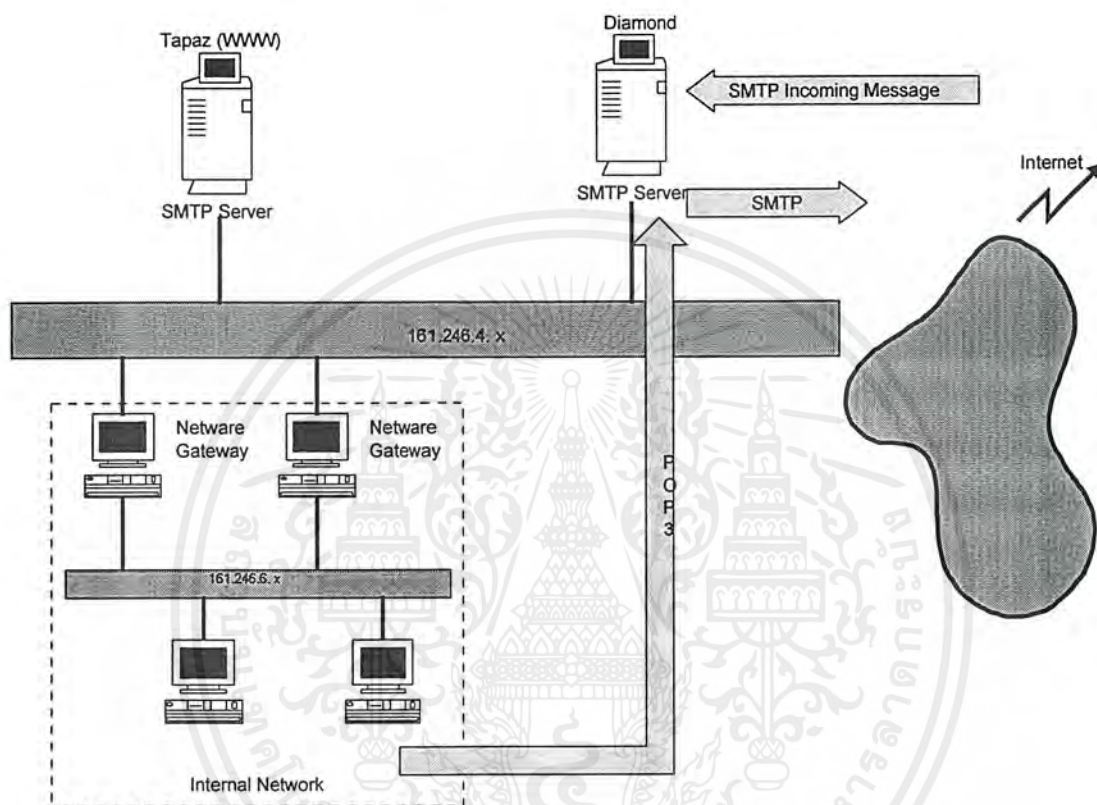 Tapaz (WWW)
Diamond
SMTP Incoming Message
Internet
SMTP Server
SMTP Server
SMTP
161.246.4. x
Netware
Gateway
Netware
Gateway
POP3
161.246.6. x
Internal Network